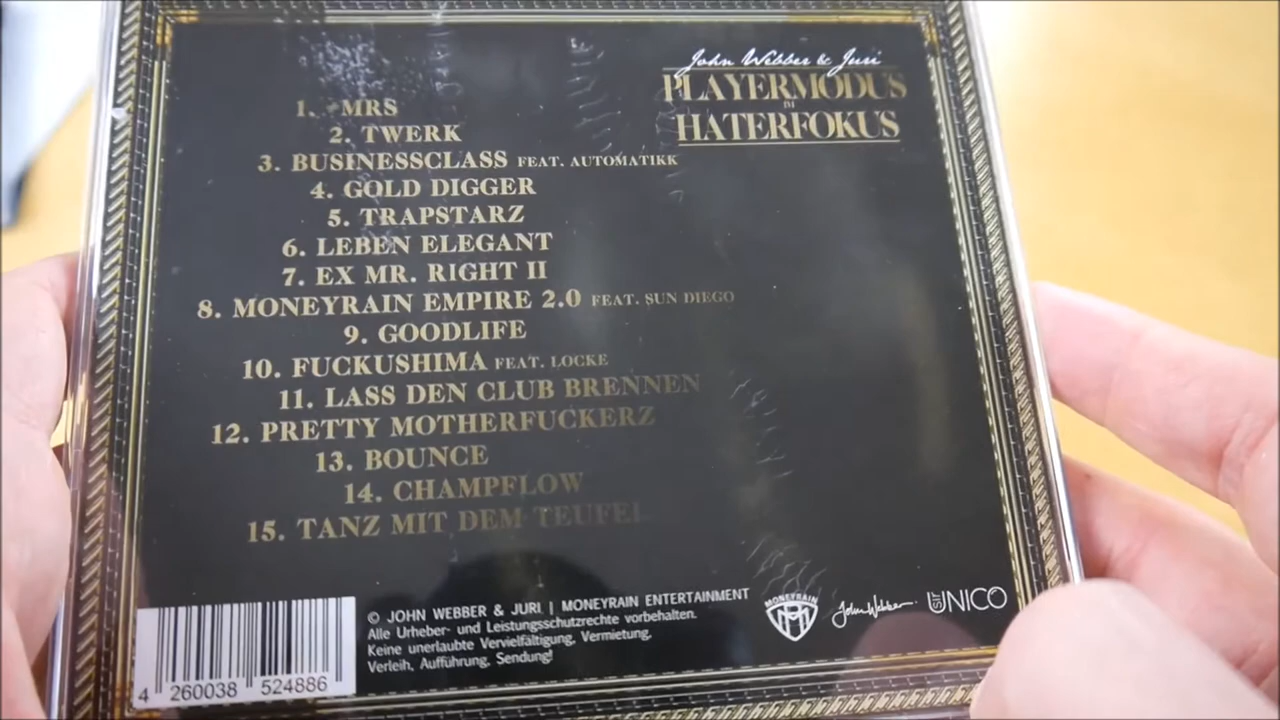 John Webber & Juri
PLAYERMODUS
IM
HATERFOKUS
1. +MRS
2. TWERK
3. BUSINESSCLASS FEAT. AUTOMATIKK
4. GOLD DIGGER
5. TRAPSTARZ
6. LEBEN ELEGANT
7. EX MR. RIGHT II
8. MONEYRAIN EMPIRE 2.0 FEAT. SUN DIEGO
9. GOODLIFE
10. FUCKUSHIMA FEAT. LOCKE
11. LASS DEN CLUB BRENNEN
12. PRETTY MOTHERFUCKERZ
13. BOUNCE
14. CHAMPFLOW
15. TANZ MIT DEM TEUFEL
© JOHN WEBBER & JURI | MONEYRAIN ENTERTAINMENT
Alle Urheber- und Leistungsschutzrechte vorbehalten.
Keine unerlaubte Vervielfältigung, Vermietung,
Verleih, Aufführung, Sendung!
4 260038 524886
MONEYRAIN
John Webber
SIR UNICO